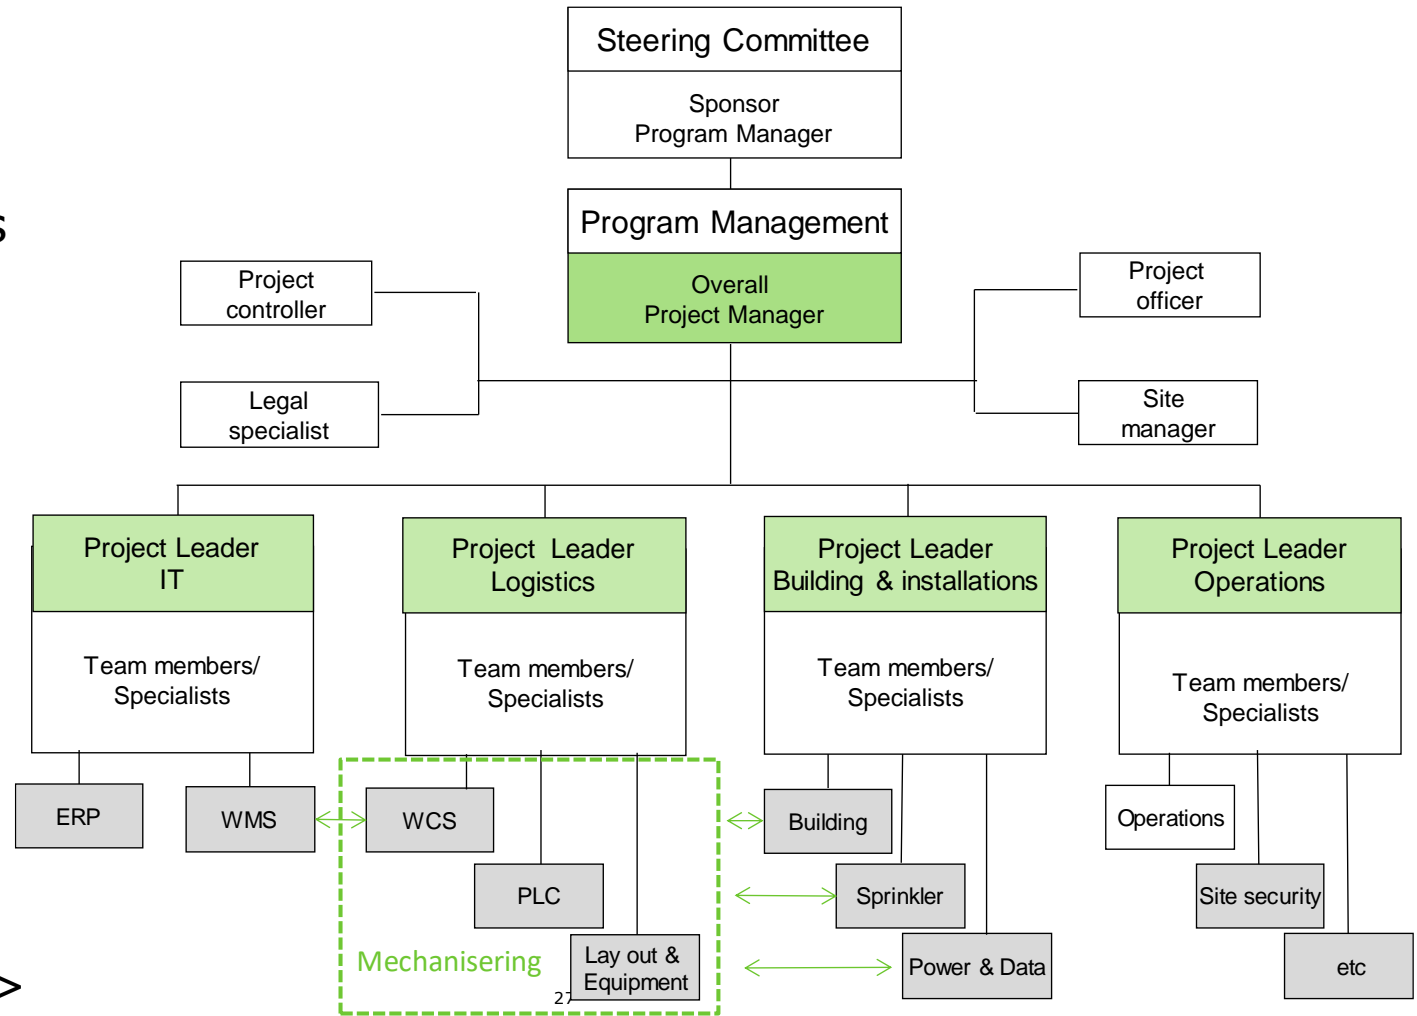 Steering Committee
Sponsor
Program Manager
Program Management
Overall
Project Manager
s
Project
controller
Project
officer
Legal
specialist
Site
manager
Project Leader
IT
Team members/
Specialists
Project Leader
Logistics
Team members/
Specialists
Project Leader
Building & installations
Team members/
Specialists
Project Leader
Operations
Team members/
Specialists
ERP
WMS
WCS
PLC
Lay out &
Equipment
Mechanisering
27
Building
Sprinkler
Power & Data
Operations
Site security
etc
>